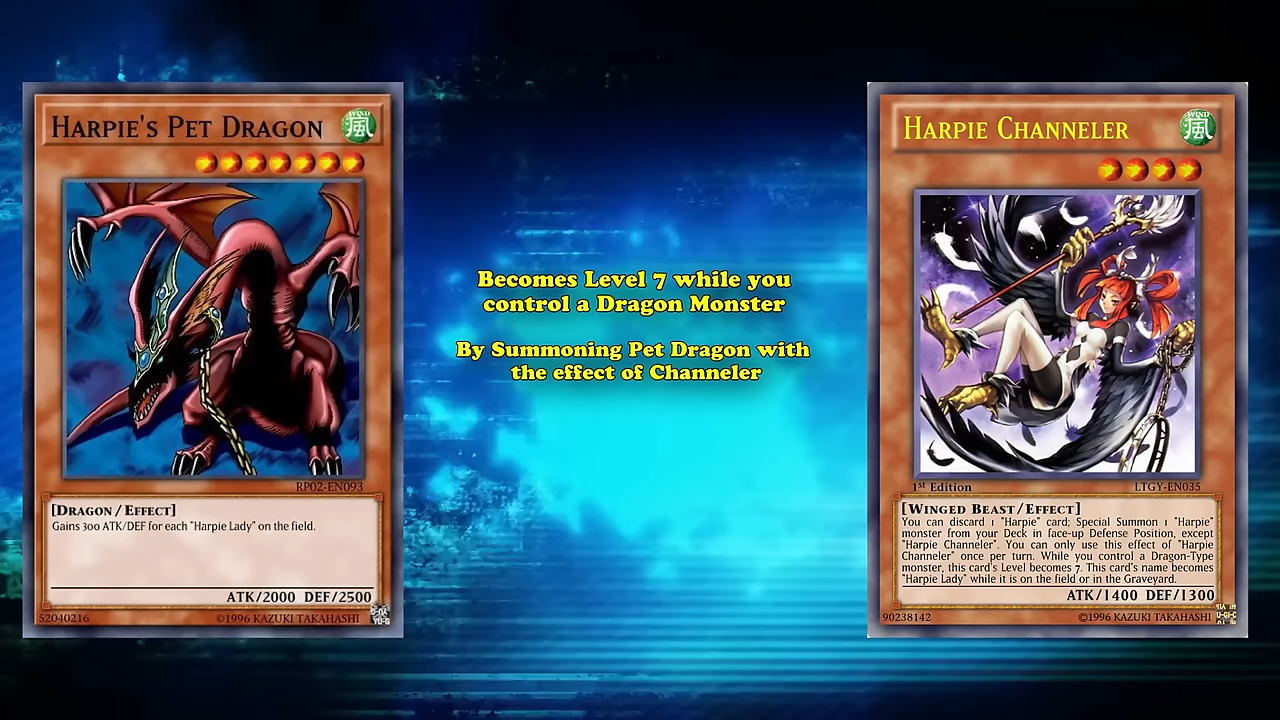 HARPIE'S PET DRAGON
WIND
風
RP02-EN093
[DRAGON / EFFECT]
Gains 300 ATK/DEF for each "Harpie Lady" on the field.
ATK/2000 DEF/2500
52040216
©1996 KAZUKI TAKAHASHI
Becomes Level 7 while you
control a Dragon Monster
By Summoning Pet Dragon with
the effect of Channeler
HARPIE CHANNELER
WIND
風
1st Edition
LTGY-EN035
[WINGED BEAST / EFFECT]
You can discard 1 "Harpie" card; Special Summon 1 "Harpie"
monster from your Deck in face-up Defense Position, except
"Harpie Channeler". You can only use this effect of "Harpie
Channeler" once per turn. While you control a Dragon-Type
monster, this card's Level becomes 7. This card's name becomes
"Harpie Lady" while it is on the field or in the Graveyard.
ATK/1400 DEF/1300
90238142
©1996 KAZUKI TAKAHASHI